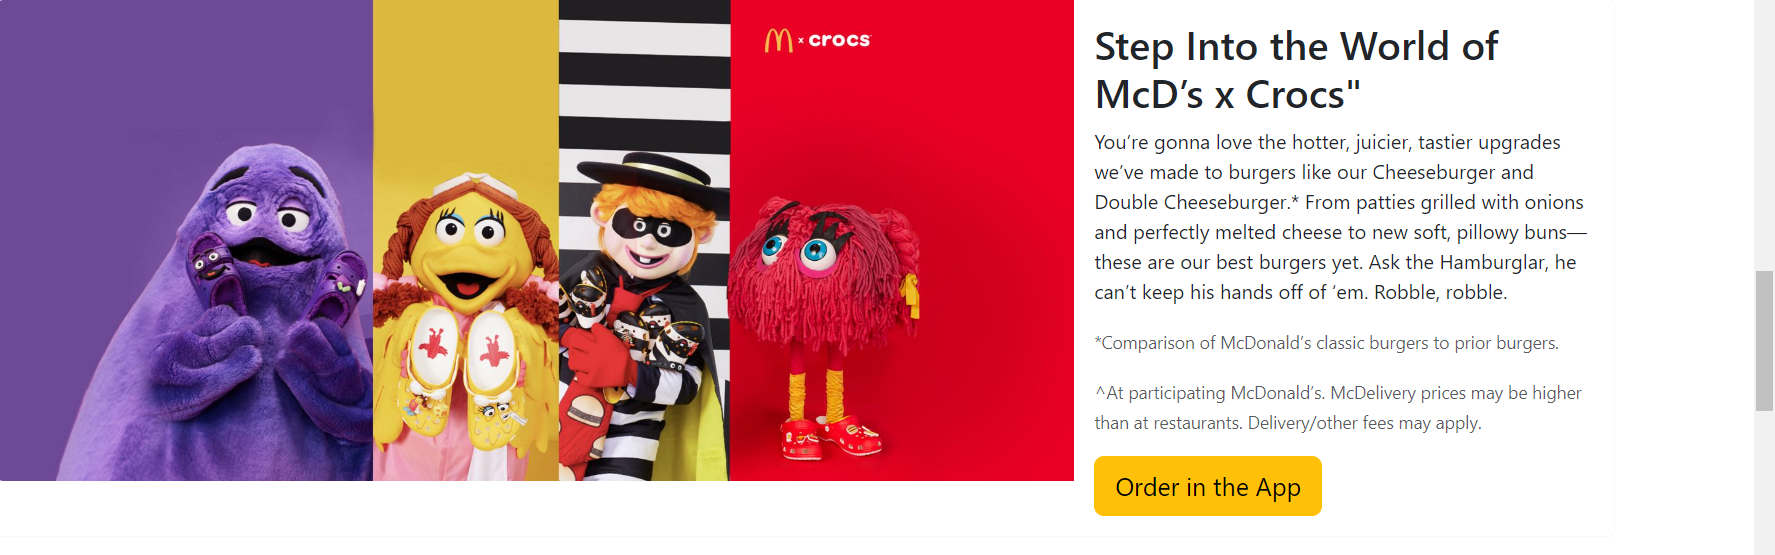 M x crocs
Step Into the World of
McD’s x Crocs"
You’re gonna love the hotter, juicier, tastier upgrades
we’ve made to burgers like our Cheeseburger and
Double Cheeseburger.* From patties grilled with onions
and perfectly melted cheese to new soft, pillowy buns—
these are our best burgers yet. Ask the Hamburglar, he
can’t keep his hands off of ‘em. Robble, robble.
*Comparison of McDonald’s classic burgers to prior burgers.
^At participating McDonald’s. McDelivery prices may be higher
than at restaurants. Delivery/other fees may apply.
Order in the App